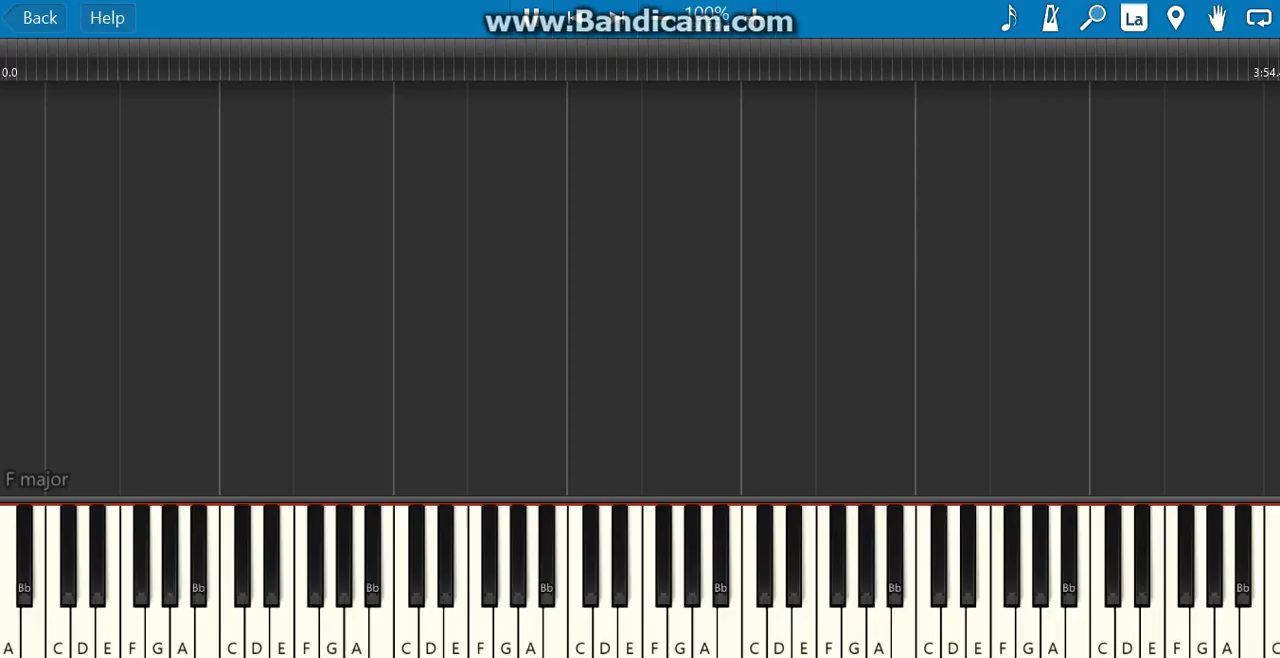 Back Help 100% www.Bandicam.com La
0.0 3:54.
F major
Bb Bb Bb Bb Bb Bb Bb Bb
A C D E F G A C D E F G A C D E F G A C D E F G A C D E F G A C D E F G A C D E F G A C